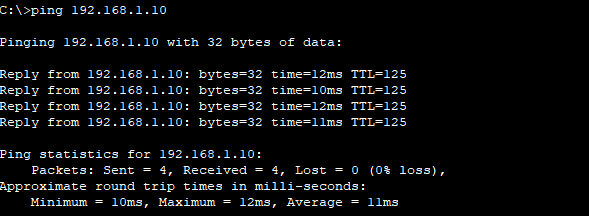 C:\>ping 192.168.1.10
Pinging 192.168.1.10 with 32 bytes of data:
Reply from 192.168.1.10: bytes=32 time=12ms TTL=125
Reply from 192.168.1.10: bytes=32 time=10ms TTL=125
Reply from 192.168.1.10: bytes=32 time=12ms TTL=125
Reply from 192.168.1.10: bytes=32 time=11ms TTL=125
Ping statistics for 192.168.1.10:
    Packets: Sent = 4, Received = 4, Lost = 0 (0% loss),
Approximate round trip times in milli-seconds:
    Minimum = 10ms, Maximum = 12ms, Average = 11ms